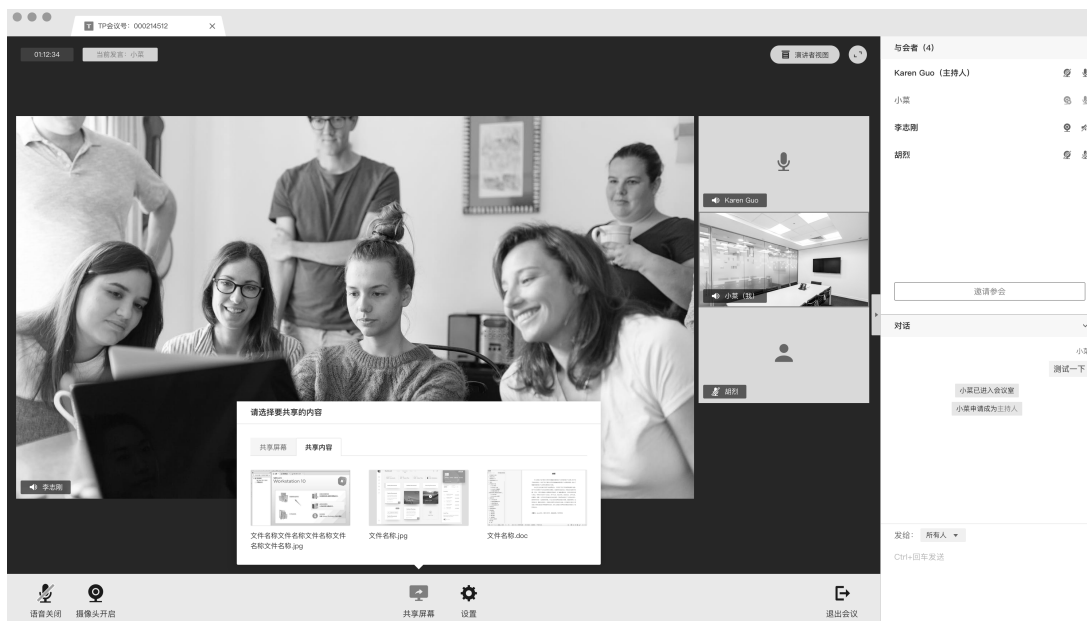 TP会议号：000214512
01:12:34
当前发言：小菜
演讲者视图
Karen Guo
小菜（我）
胡烈
李志刚
请选择要共享的内容
共享屏幕
共享内容
Workstation 10
文件名称文件名称文件名称文件
名称文件名称.jpg
文件名称.jpg
文件名称.doc
语音关闭
摄像头开启
共享屏幕
设置
退出会议
与会者（4）
Karen Guo（主持人）
小菜
李志刚
胡烈
邀请参会
对话
小菜
测试一下
小菜已进入会议室
小菜申请成为主持人
发给：
所有人
Ctrl+回车发送